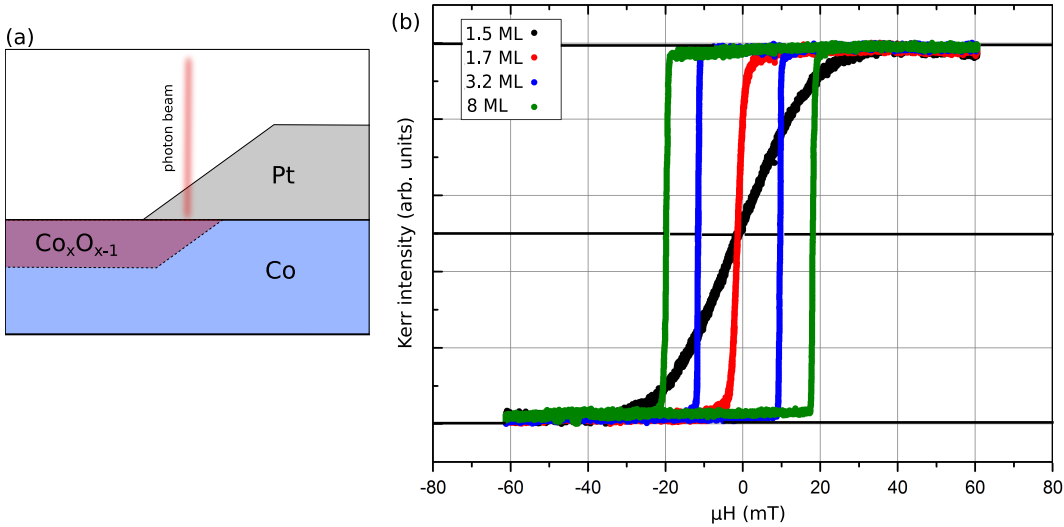 (a)
photon beam
Pt
CoxOx-1
Co
(b)
1.5 ML
1.7 ML
3.2 ML
8 ML
Kerr intensity (arb. units)
-80 -60 -40 -20 0 20 40 60 80
µH (mT)